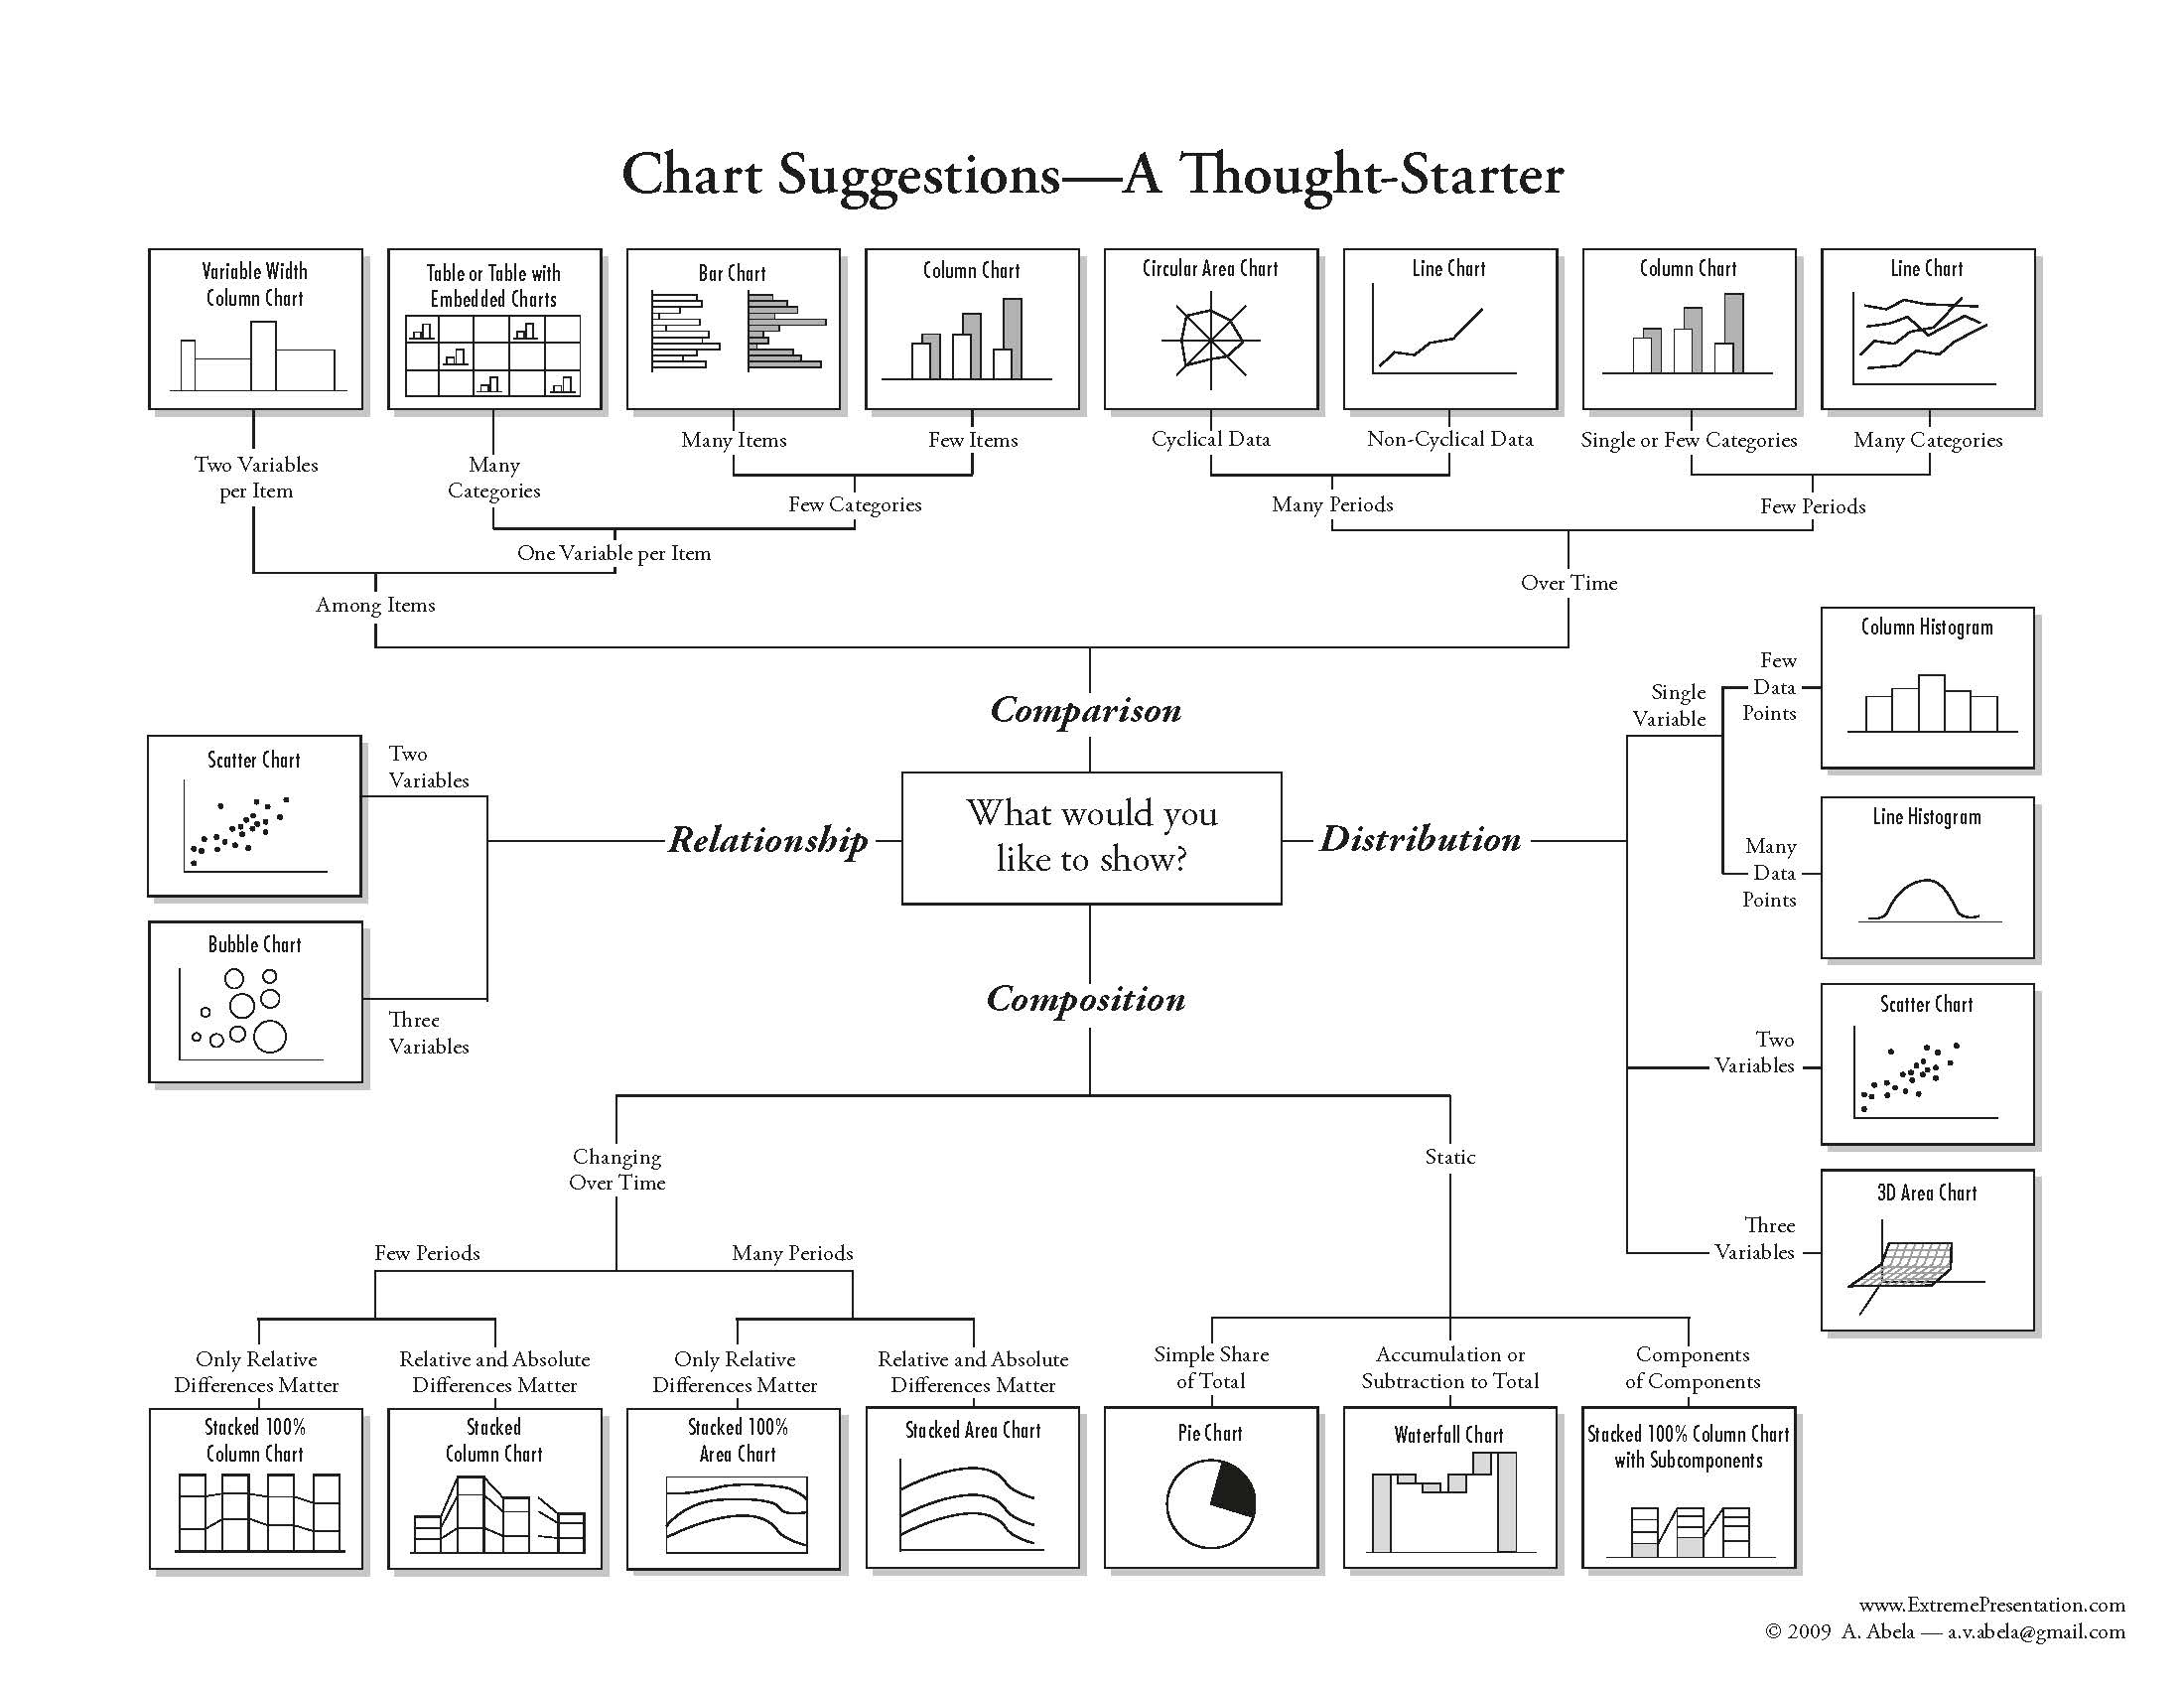 Chart Suggestions—A Thought-Starter
Variable Width
Column Chart
Table or Table with
Embedded Charts
Bar Chart
Column Chart
Circular Area Chart
Line Chart
Column Chart
Line Chart
Two Variables
per Item
Many
Categories
Many Items
Few Items
Cyclical Data
Non-Cyclical Data
Single or Few Categories
Many Categories
Few Categories
Many Periods
Few Periods
One Variable per Item
Among Items
Over Time
Comparison
What would you
like to show?
Relationship
Two
Variables
Scatter Chart
Three
Variables
Bubble Chart
Distribution
Single
Variable
Few
Data
Points
Column Histogram
Many
Data
Points
Line Histogram
Two
Variables
Scatter Chart
Three
Variables
3D Area Chart
Composition
Changing
Over Time
Static
Few Periods
Many Periods
Only Relative
Differences Matter
Relative and Absolute
Differences Matter
Only Relative
Differences Matter
Relative and Absolute
Differences Matter
Simple Share
of Total
Accumulation or
Subtraction to Total
Components
of Components
Stacked 100%
Column Chart
Stacked
Column Chart
Stacked 100%
Area Chart
Stacked Area Chart
Pie Chart
Waterfall Chart
Stacked 100% Column Chart
with Subcomponents
www.ExtremePresentation.com
© 2009 A. Abela — a.v.abela@gmail.com